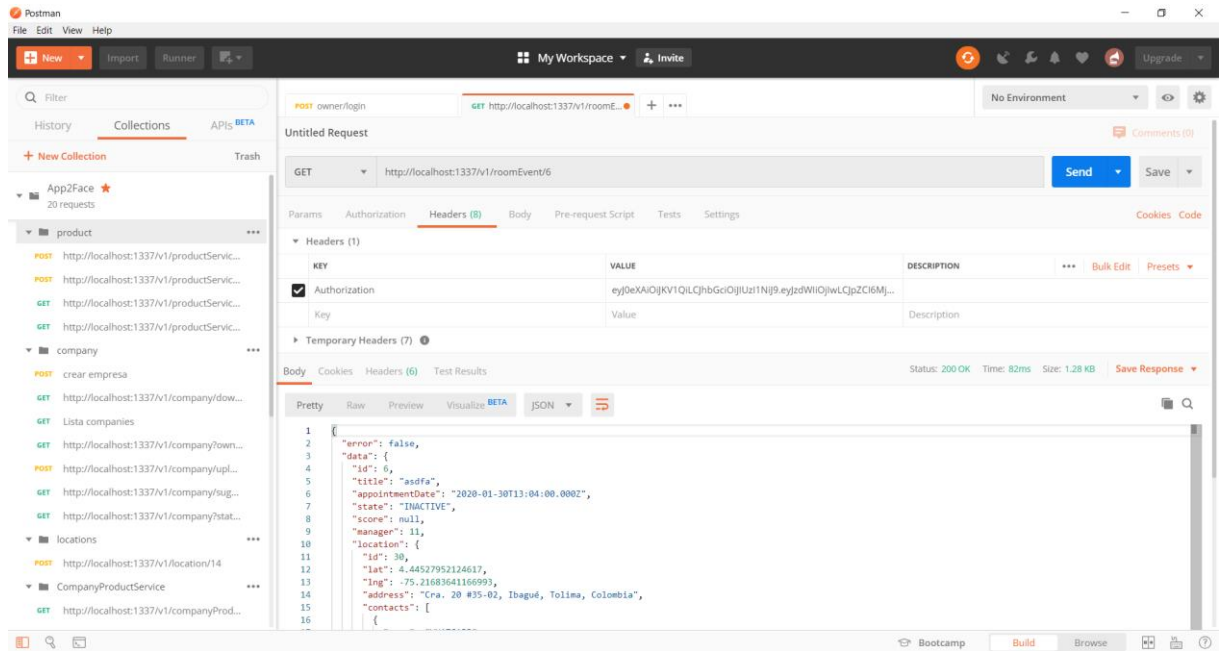 Postman
File Edit View Help
New Import Runner My Workspace Invite Upgrade
Filter
History Collections APIs BETA
+ New Collection Trash
App2Face
20 requests
product
POST http://localhost:1337/v1/productServic...
POST http://localhost:1337/v1/productServic...
GET http://localhost:1337/v1/productServic...
GET http://localhost:1337/v1/productServic...
company
POST crear empresa
GET http://localhost:1337/v1/company/dow...
GET Lista companies
GET http://localhost:1337/v1/company?own...
POST http://localhost:1337/v1/company/upl...
GET http://localhost:1337/v1/company/sug...
GET http://localhost:1337/v1/company?stat...
locations
POST http://localhost:1337/v1/location/14
CompanyProductService
GET http://localhost:1337/v1/companyProd...
POST owner/login GET http://localhost:1337/v1/roomE... + ••• No Environment
Untitled Request Comments (0)
GET http://localhost:1337/v1/roomEvent/6 Send Save
Params Authorization Headers (8) Body Pre-request Script Tests Settings Cookies Code
Headers (1)
KEY VALUE DESCRIPTION ••• Bulk Edit Presets
Authorization
Key Value Description
Temporary Headers (7)
Body Cookies Headers (6) Test Results Status: 200 OK Time: 82ms Size: 1.28 KB Save Response
Pretty Raw Preview Visualize BETA JSON
1 {
2 "error": false,
3 "data": {
4 "id": 6,
5 "title": "asdfa",
6 "appointmentDate": "2020-01-30T13:04:00.000Z",
7 "state": "INACTIVE",
8 "score": null,
9 "manager": 11,
10 "location": {
11 "id": 30,
12 "lat": 4.44527952124617,
13 "lng": -75.21683641166993,
14 "address": "Cra. 20 #35-02, Ibagué, Tolima, Colombia",
15 "contacts": [
16 {
Bootcamp Build Browse